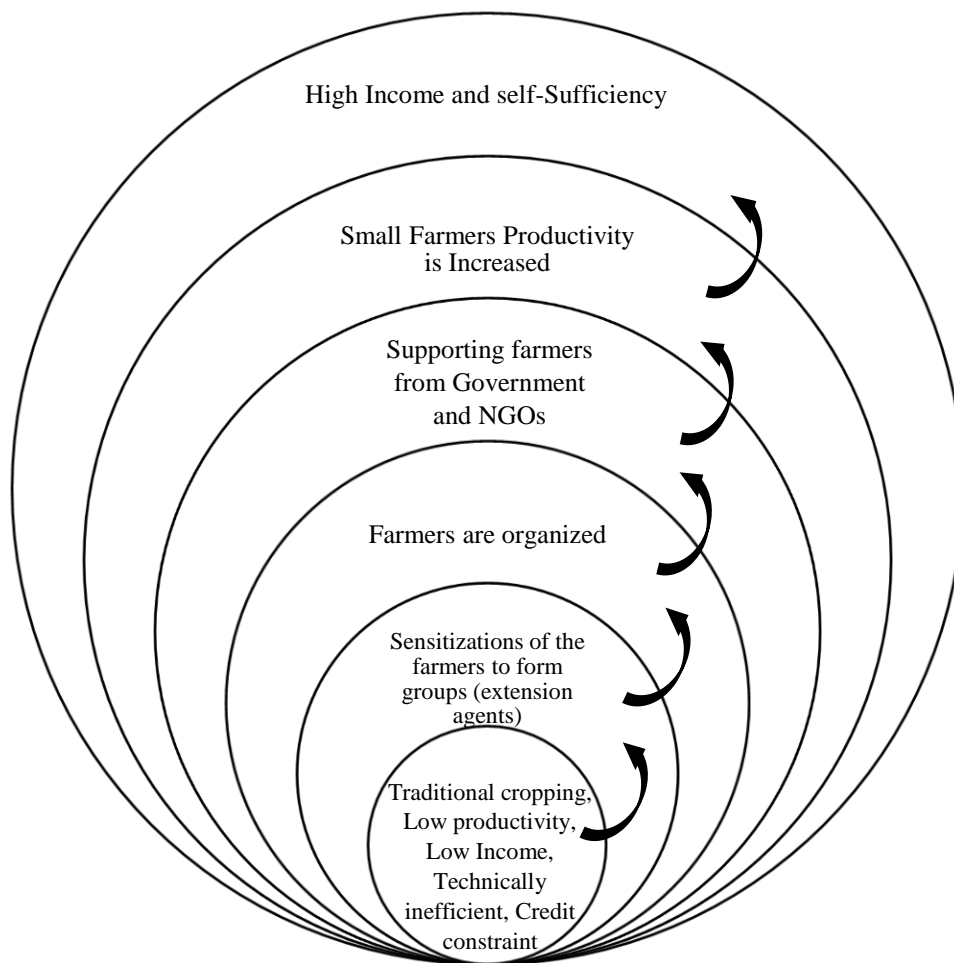 High Income and self-Sufficiency
Small Farmers Productivity
is Increased
Supporting farmers
from Government
and NGOs
Farmers are organized
Sensitizations of the
farmers to form
groups (extension
agents)
Traditional cropping,
Low productivity,
Low Income,
Technically
inefficient, Credit
constraint